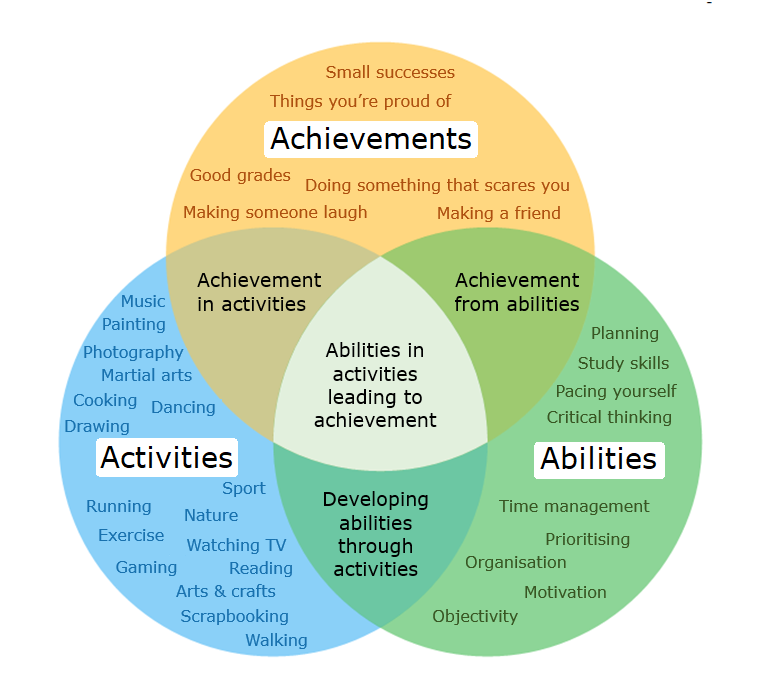 Small successes
Things you’re proud of
Achievements
Good grades
Doing something that scares you
Making someone laugh
Making a friend
Achievement
in activities
Achievement
from abilities
Abilities in
activities
leading to
achievement
Music
Painting
Photography
Martial arts
Cooking
Dancing
Drawing
Activities
Sport
Running
Nature
Exercise
Watching TV
Gaming
Reading
Arts & crafts
Scrapbooking
Walking
Developing
abilities
through
activities
Planning
Study skills
Pacing yourself
Critical thinking
Abilities
Time management
Prioritising
Organisation
Motivation
Objectivity